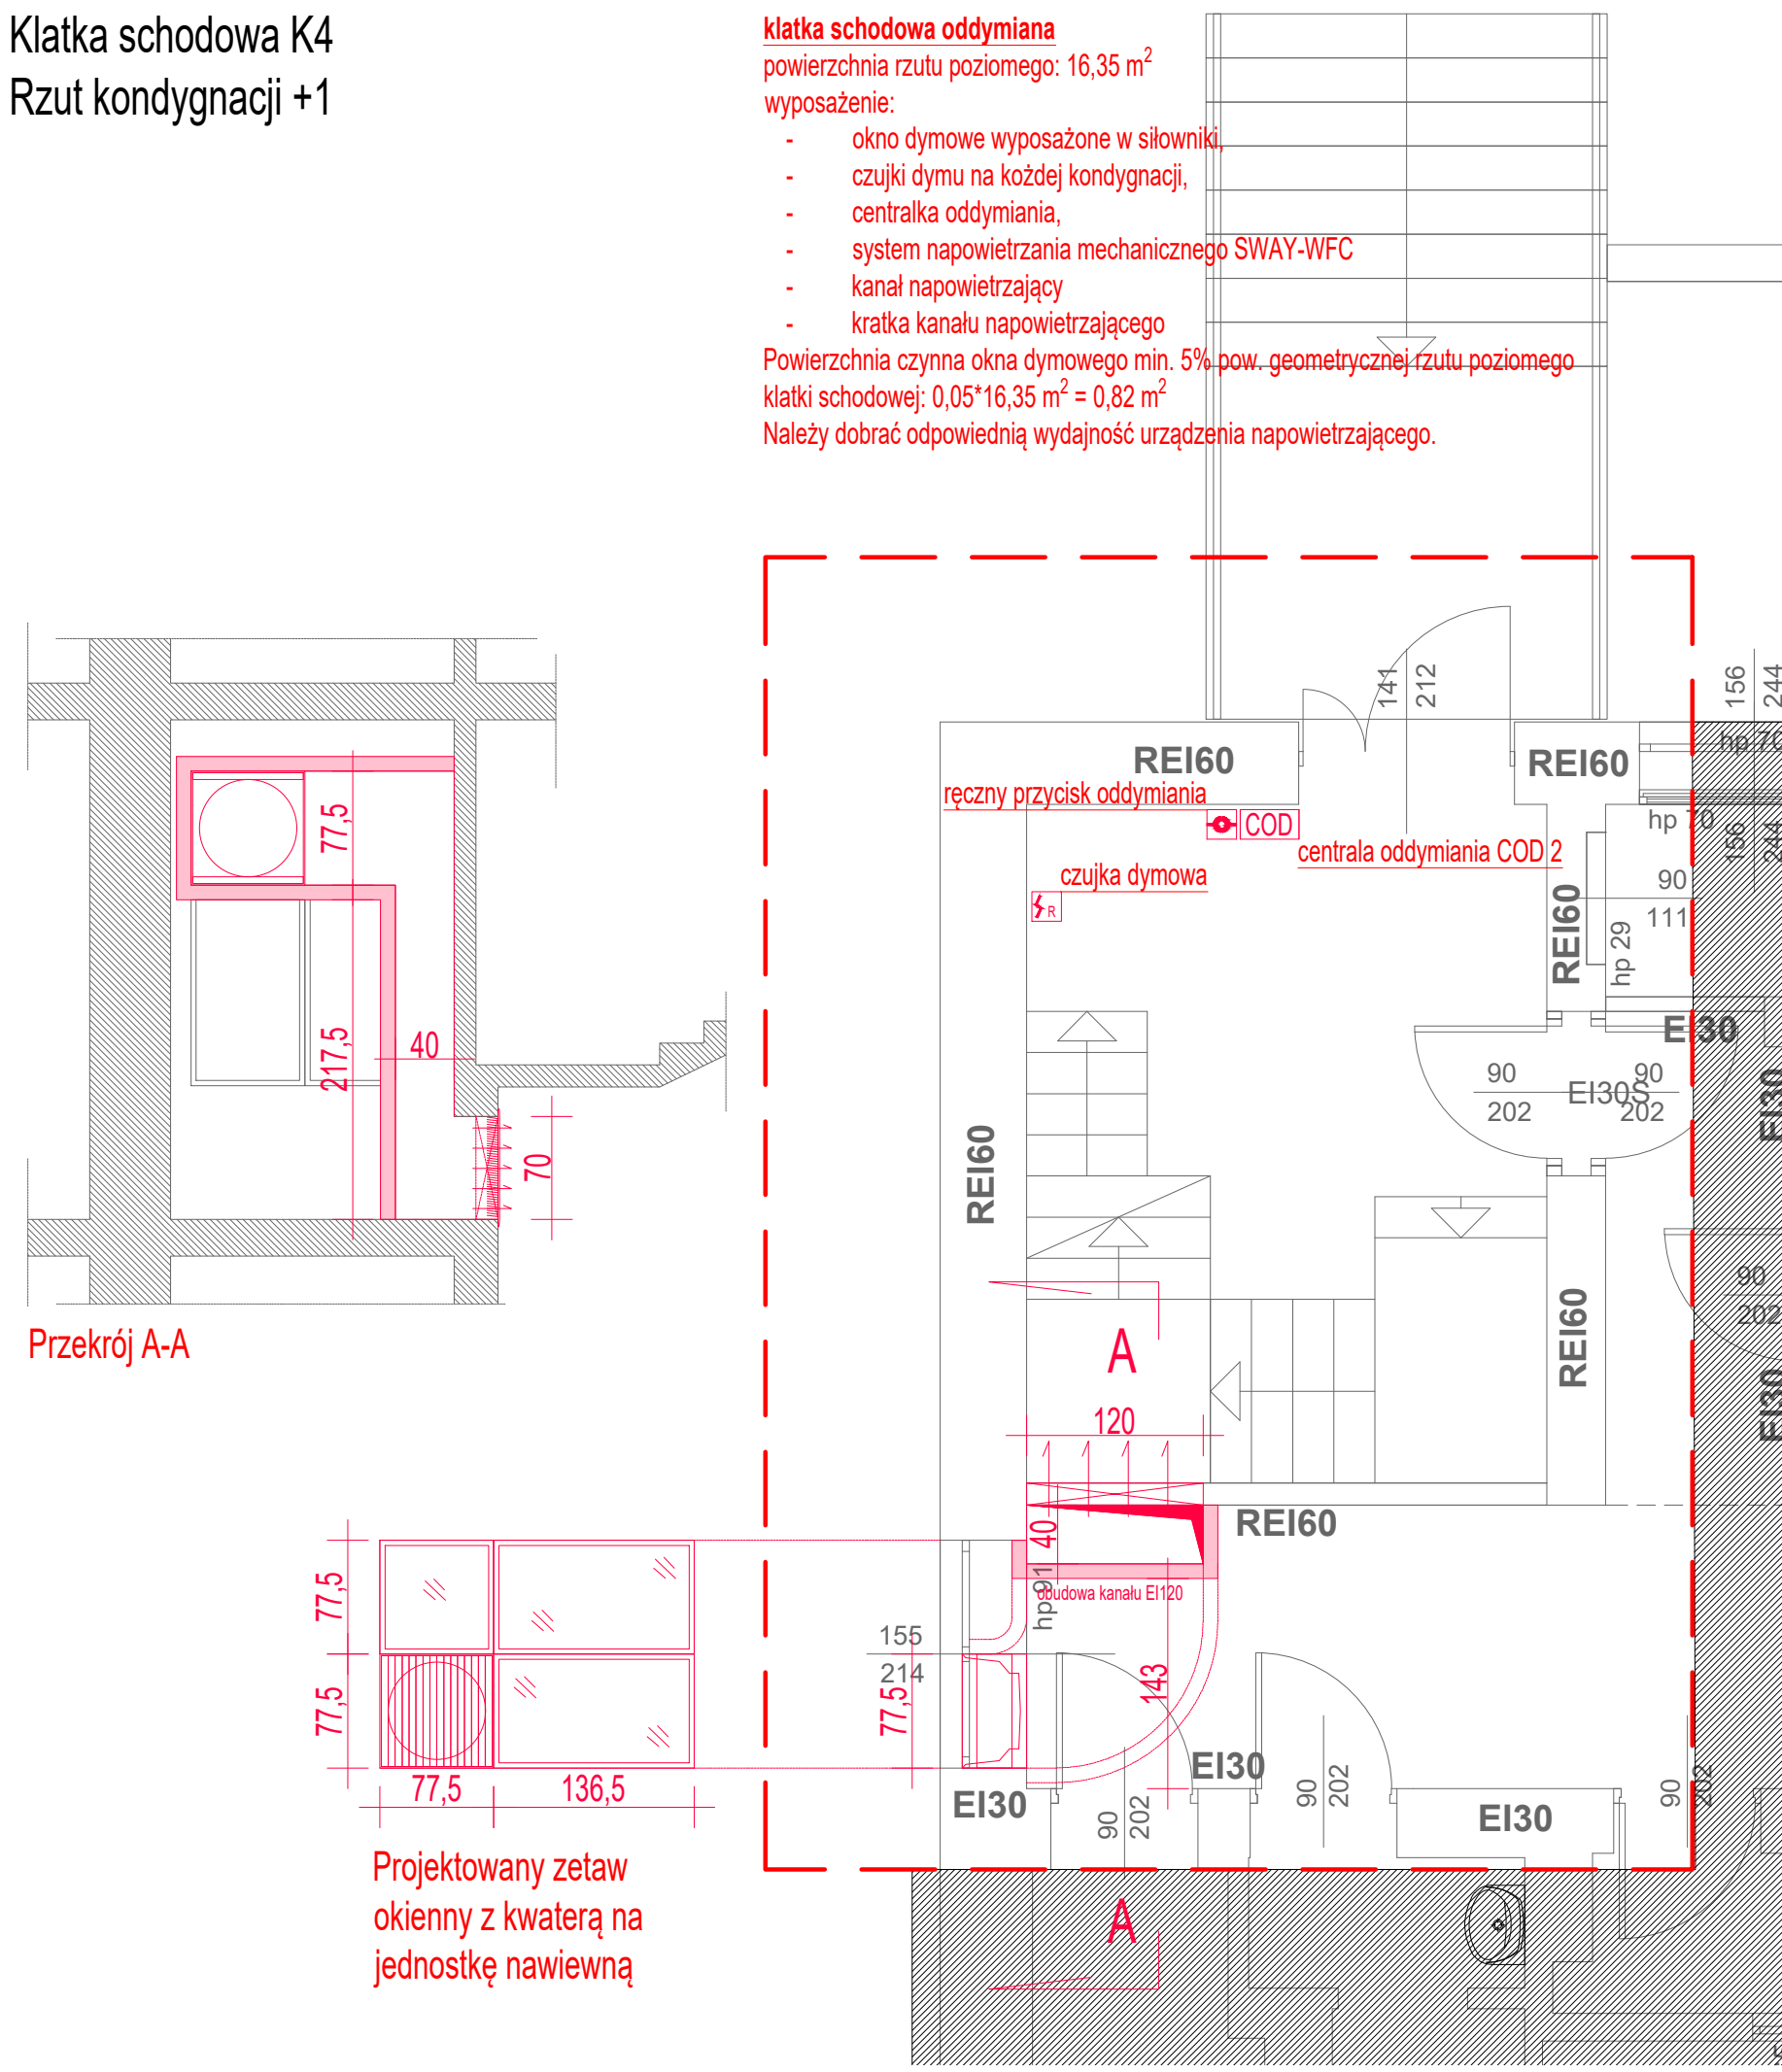 Klatka schodowa K4
Rzut kondygnacji +1
klatka schodowa oddymiana
powierzchnia rzutu poziomego: 16,35 m²
wyposażenie:
- okno dymowe wyposażone w siłowniki,
- czujki dymu na kożdej kondygnacji,
- centralka oddymiania,
- system napowietrzania mechanicznego SWAY-WFC
- kanał napowietrzający
- kratka kanału napowietrzającego
Powierzchnia czynna okna dymowego min. 5% pow. geometrycznej rzutu poziomego
klatki schodowej: 0,05*16,35 m² = 0,82 m²
Należy dobrać odpowiednią wydajność urządzenia napowietrzającego.
141
212
156
244
REI60
REI60
hp 70
ręczny przycisk oddymiania
COD
centrala oddymiania COD 2
hp 70
156
244
czujka dymowa
R
90
111
REI60
hp 29
EI30
90
202
EI30S
90
202
EI30
REI60
77,5
217,5
40
70
Przekrój A-A
90
202
REI60
EI30
A
120
40
REI60
obudowa kanału EI120
hp 91
155
214
77,5
143
77,5
77,5
77,5
136,5
EI30
EI30
EI30
90
202
90
202
90
202
Projektowany zetaw
okienny z kwaterą na
jednostkę nawiewną
A